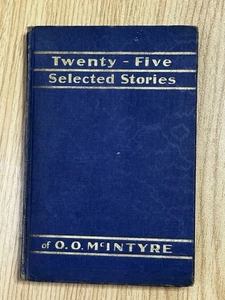 Twenty-Five
Selected Stories
of O.O.McINTYRE